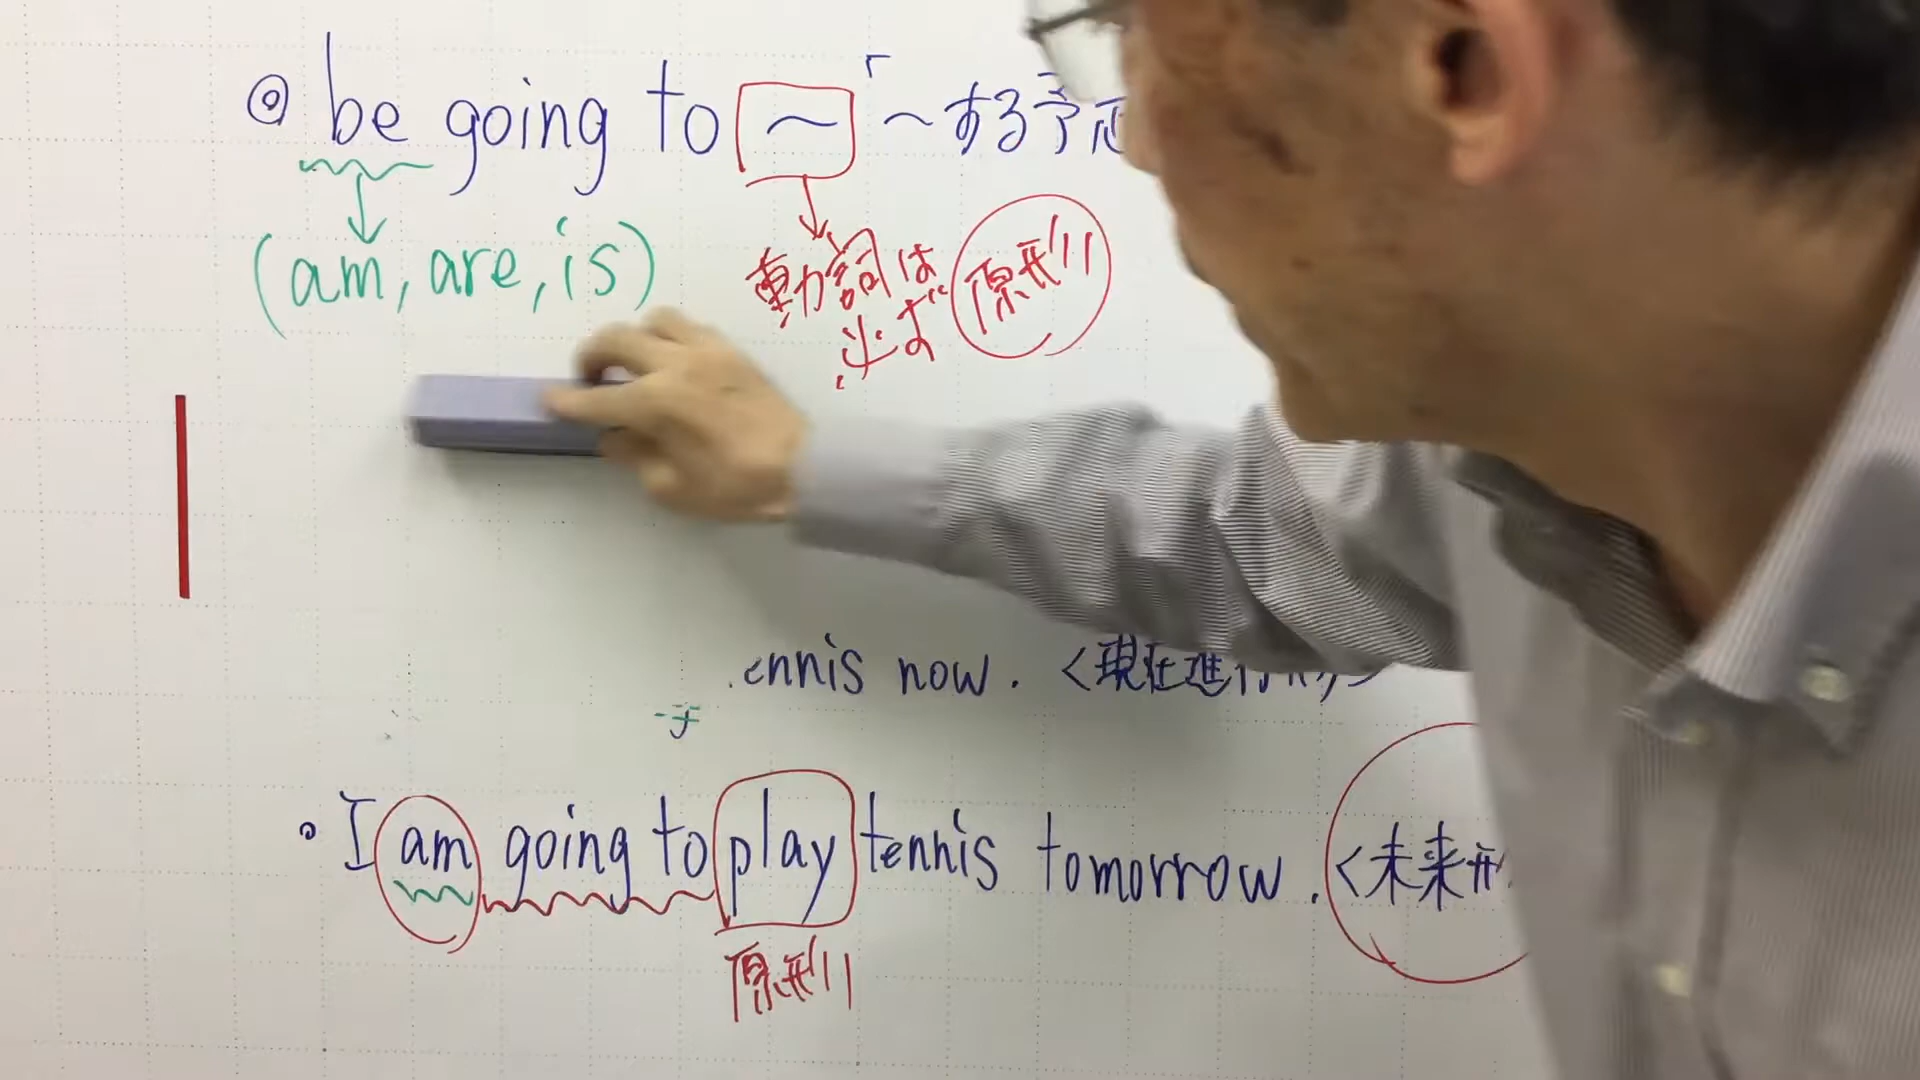 ◎ be going to 〜 「〜する予定
(am, are, is)
動詞は
必ず 原形
ennis now. <現在進行形>
• I am going to play tennis tomorrow. <未来形
原形